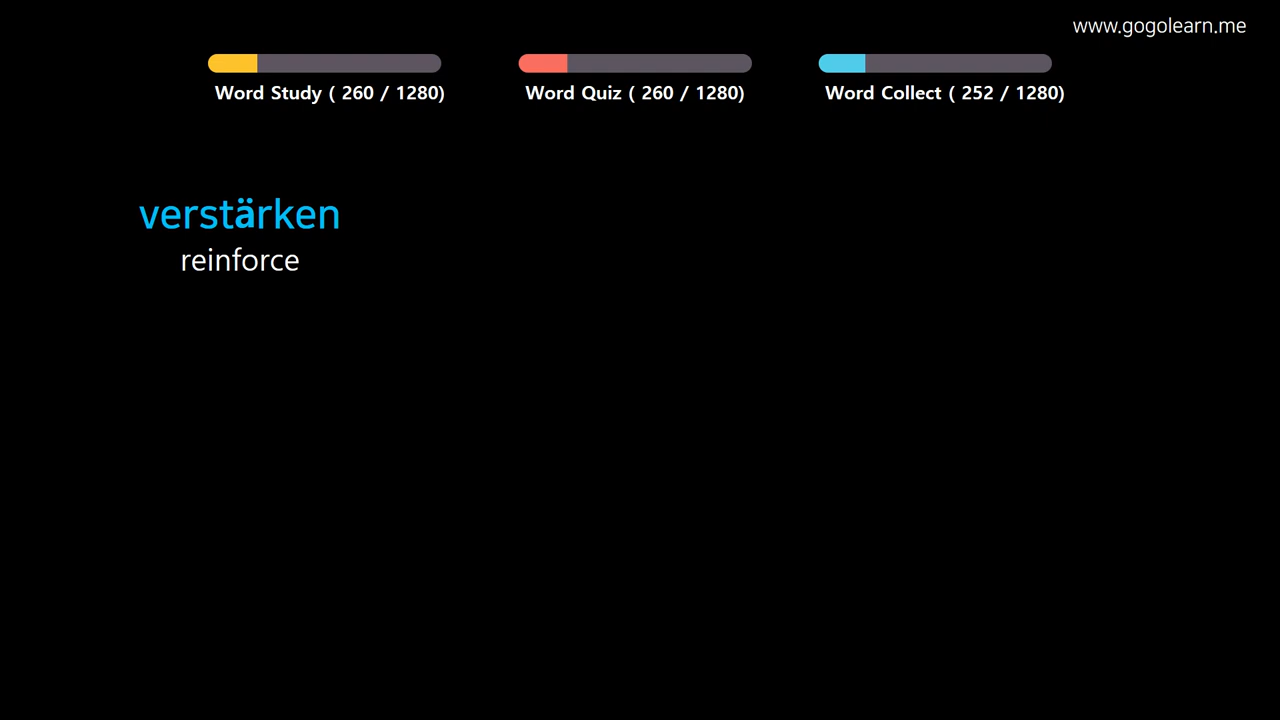 www.gogolearn.me
Word Study ( 260 / 1280)
Word Quiz ( 260 / 1280)
Word Collect ( 252 / 1280)
verstärken
reinforce